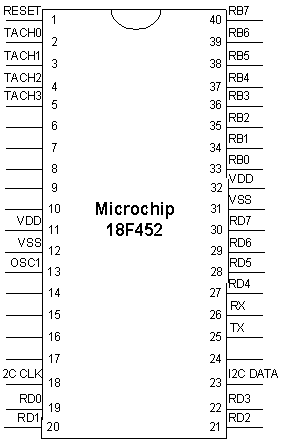 RESET 1 40 RB7
TACH0 2 39 RB6
TACH1 3 38 RB5
TACH2 4 37 RB4
TACH3 5 36 RB3
6 35 RB2
7 34 RB1
8 33 RB0
9 32 VDD
10 31 VSS
Microchip
18F452
VDD 11 30 RD7
VSS 12 29 RD6
OSC1 13 28 RD5
14 27 RD4
15 26 RX
16 25 TX
17 24
2C CLK 18 23 I2C DATA
RD0 19 22 RD3
RD1 20 21 RD2